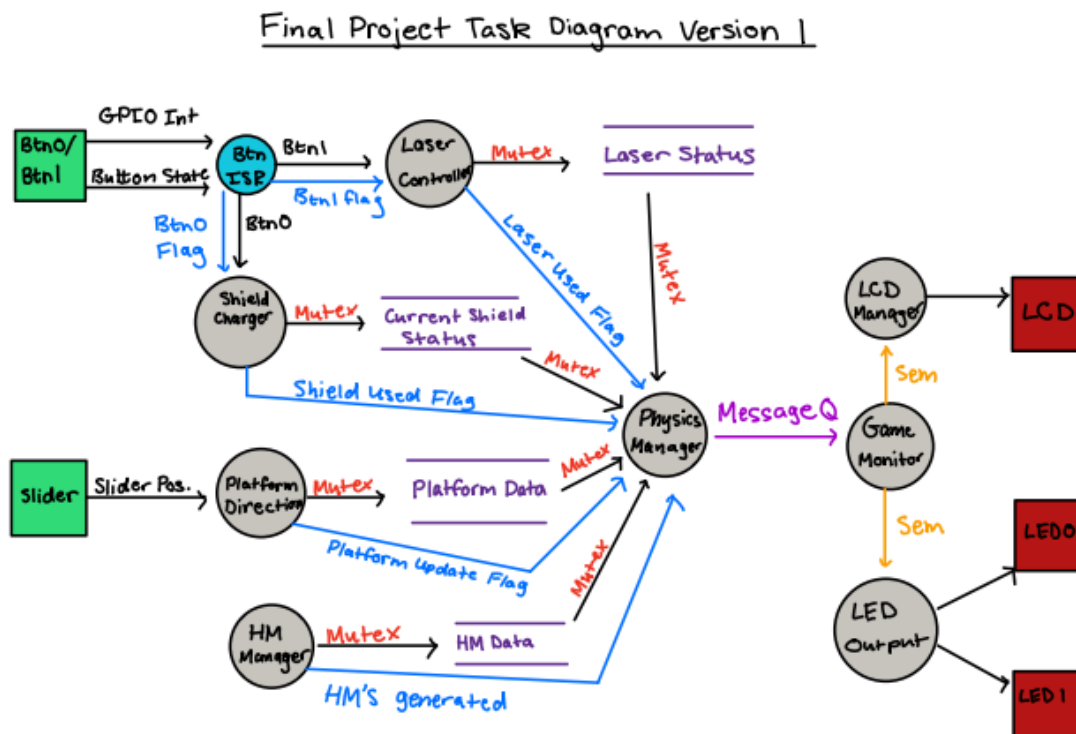 Final Project Task Diagram Version 1
GPIO Int
Btn0/
Btn1
Button State
Btn
ISR
Btn1
Btn1 flag
Laser
Controller
Mutex
Laser Status
Btn0
Flag
Btn0
Laser Used Flag
Mutex
Shield
Charger
Mutex
Current Shield
Status
Mutex
Shield Used Flag
LCD
Manager
LCD
Sem
Physics
Manager
MessageQ
Game
Monitor
Slider
Slider Pos.
Platform
Direction
Mutex
Platform Data
Mutex
Platform Update Flag
Sem
LED0
Mutex
HM
Manager
Mutex
HM Data
HM's generated
LED
Output
LED1